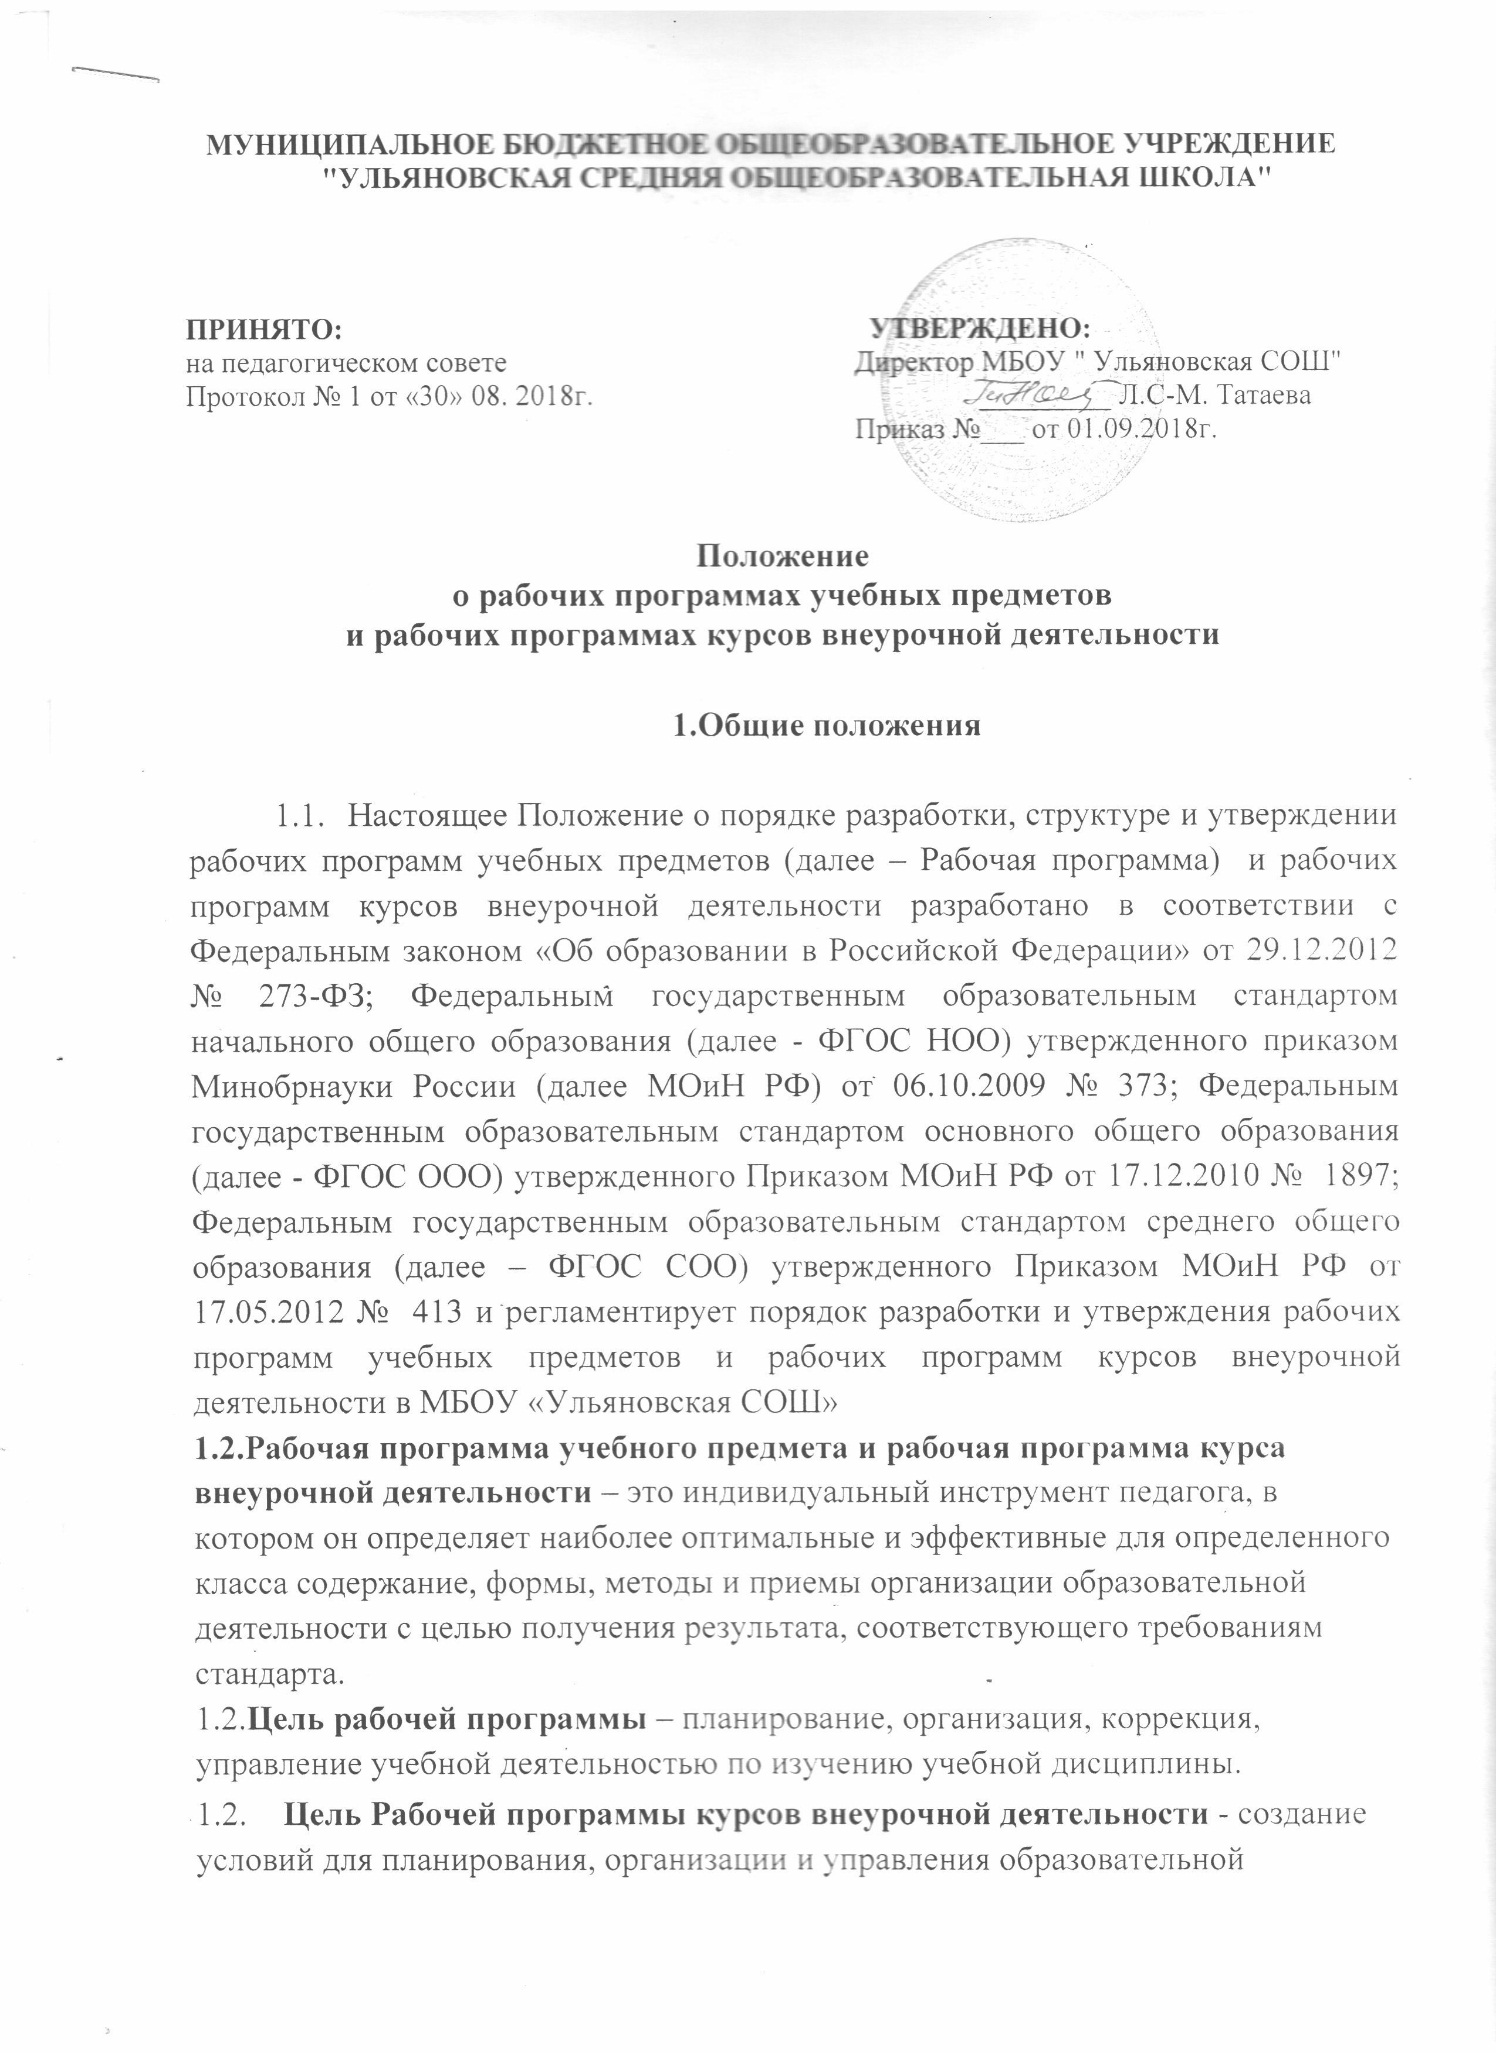 МУНИЦИПАЛЬНОЕ БЮДЖЕТНОЕ ОБЩЕОБРАЗОВАТЕЛЬНОЕ УЧРЕЖДЕНИЕ
"УЛЬЯНОВСКАЯ СРЕДНЯЯ ОБЩЕОБРАЗОВАТЕЛЬНАЯ ШКОЛА"
ПРИНЯТО:
на педагогическом совете
Протокол № 1 от «30» 08. 2018г.
УТВЕРЖДЕНО:
Директор МБОУ " Ульяновская СОШ"
Л.С-М. Татаева
Приказ №___ от 01.09.2018г.
Положение
о рабочих программах учебных предметов
и рабочих программах курсов внеурочной деятельности
1.Общие положения
1.1. Настоящее Положение о порядке разработки, структуре и утверждении
рабочих программ учебных предметов (далее – Рабочая программа) и рабочих
программ курсов внеурочной деятельности разработано в соответствии с
Федеральным законом «Об образовании в Российской Федерации» от 29.12.2012
№ 273-ФЗ; Федеральным государственным образовательным стандартом
начального общего образования (далее - ФГОС НОО) утвержденного приказом
Минобрнауки России (далее МОиН РФ) от 06.10.2009 № 373; Федеральным
государственным образовательным стандартом основного общего образования
(далее - ФГОС ООО) утвержденного Приказом МОиН РФ от 17.12.2010 № 1897;
Федеральным государственным образовательным стандартом среднего общего
образования (далее – ФГОС СОО) утвержденного Приказом МОиН РФ от
17.05.2012 № 413 и регламентирует порядок разработки и утверждения рабочих
программ учебных предметов и рабочих программ курсов внеурочной
деятельности в МБОУ «Ульяновская СОШ»
1.2.Рабочая программа учебного предмета и рабочая программа курса
внеурочной деятельности – это индивидуальный инструмент педагога, в
котором он определяет наиболее оптимальные и эффективные для определенного
класса содержание, формы, методы и приемы организации образовательной
деятельности с целью получения результата, соответствующего требованиям
стандарта.
1.2.Цель рабочей программы – планирование, организация, коррекция,
управление учебной деятельностью по изучению учебной дисциплины.
1.2. Цель Рабочей программы курсов внеурочной деятельности - создание
условий для планирования, организации и управления образовательной